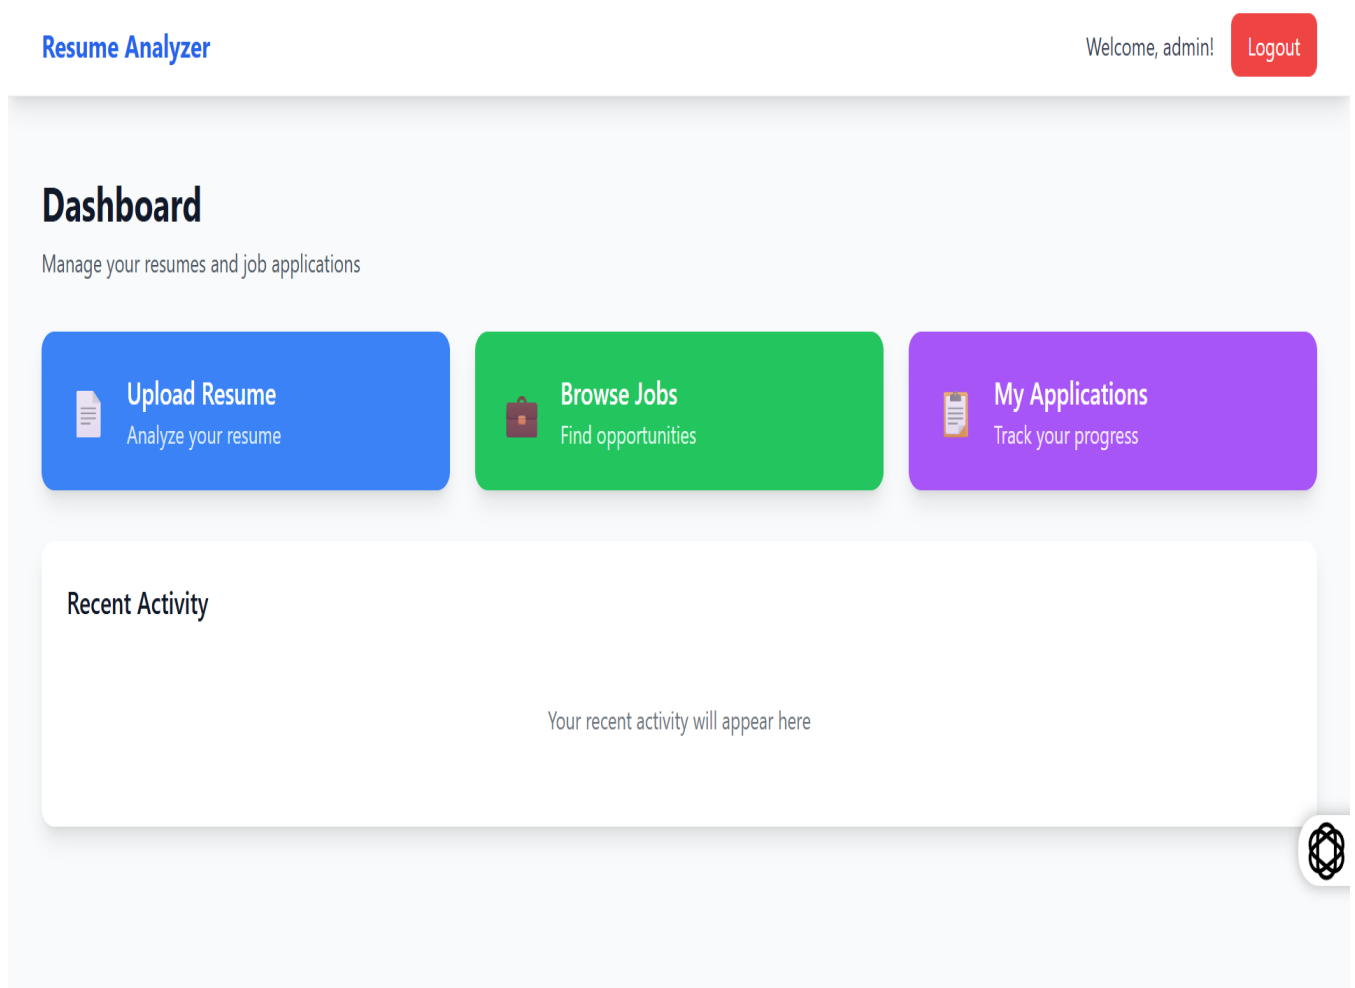 Resume Analyzer
Welcome, admin!
Logout
Dashboard
Manage your resumes and job applications
Upload Resume
Analyze your resume
Browse Jobs
Find opportunities
My Applications
Track your progress
Recent Activity
Your recent activity will appear here